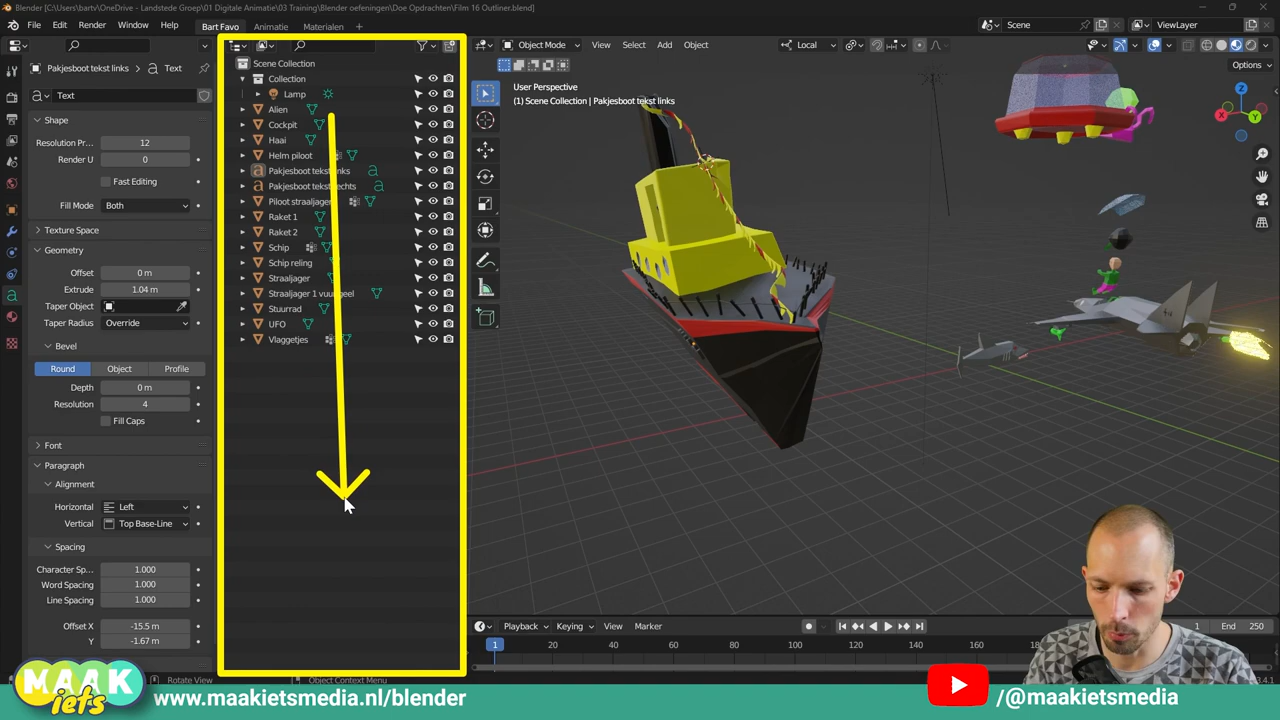 Blender [C:\Users\bartv\OneDrive - Landstede Groep\01 Digitale Animatie\03 Training\Blender oefeningen\Doe Opdrachten\Film 16 Outliner.blend]
File Edit Render Window Help Bart Favo Animatie Materialen Scene ViewLayer
Object Mode View Select Add Object Local
Options
Pakjesboot tekst links Text
Text
Shape
Resolution Pr... 12
Render U 0
Fast Editing
Fill Mode Both
Texture Space
Geometry
Offset 0 m
Extrude 1.04 m
Taper Object
Taper Radius Override
Bevel
Round Object Profile
Depth 0 m
Resolution 4
Fill Caps
Font
Paragraph
Alignment
Horizontal Left
Vertical Top Base-Line
Spacing
Character Sp... 1.000
Word Spacing 1.000
Line Spacing 1.000
Offset X -15.5 m
Y -1.67 m
Scene Collection
Collection
Lamp
Alien
Cockpit
Haai
Helm piloot
Pakjesboot tekst links
Pakjesboot tekst rechts
Piloot straaljager
Raket 1
Raket 2
Schip
Schip reling
Straaljager
Straaljager 1 vuurgeel
Stuurrad
UFO
Vlaggetjes
User Perspective
(1) Scene Collection | Pakjesboot tekst links
X Y Z
Playback Keying View Marker 1 End 250
1 20 40 60 80 100 120 140 160 180
Rotate View Object Context Menu 3.4.1
MAAK
iets
www.maakietsmedia.nl/blender
/@maakietsmedia